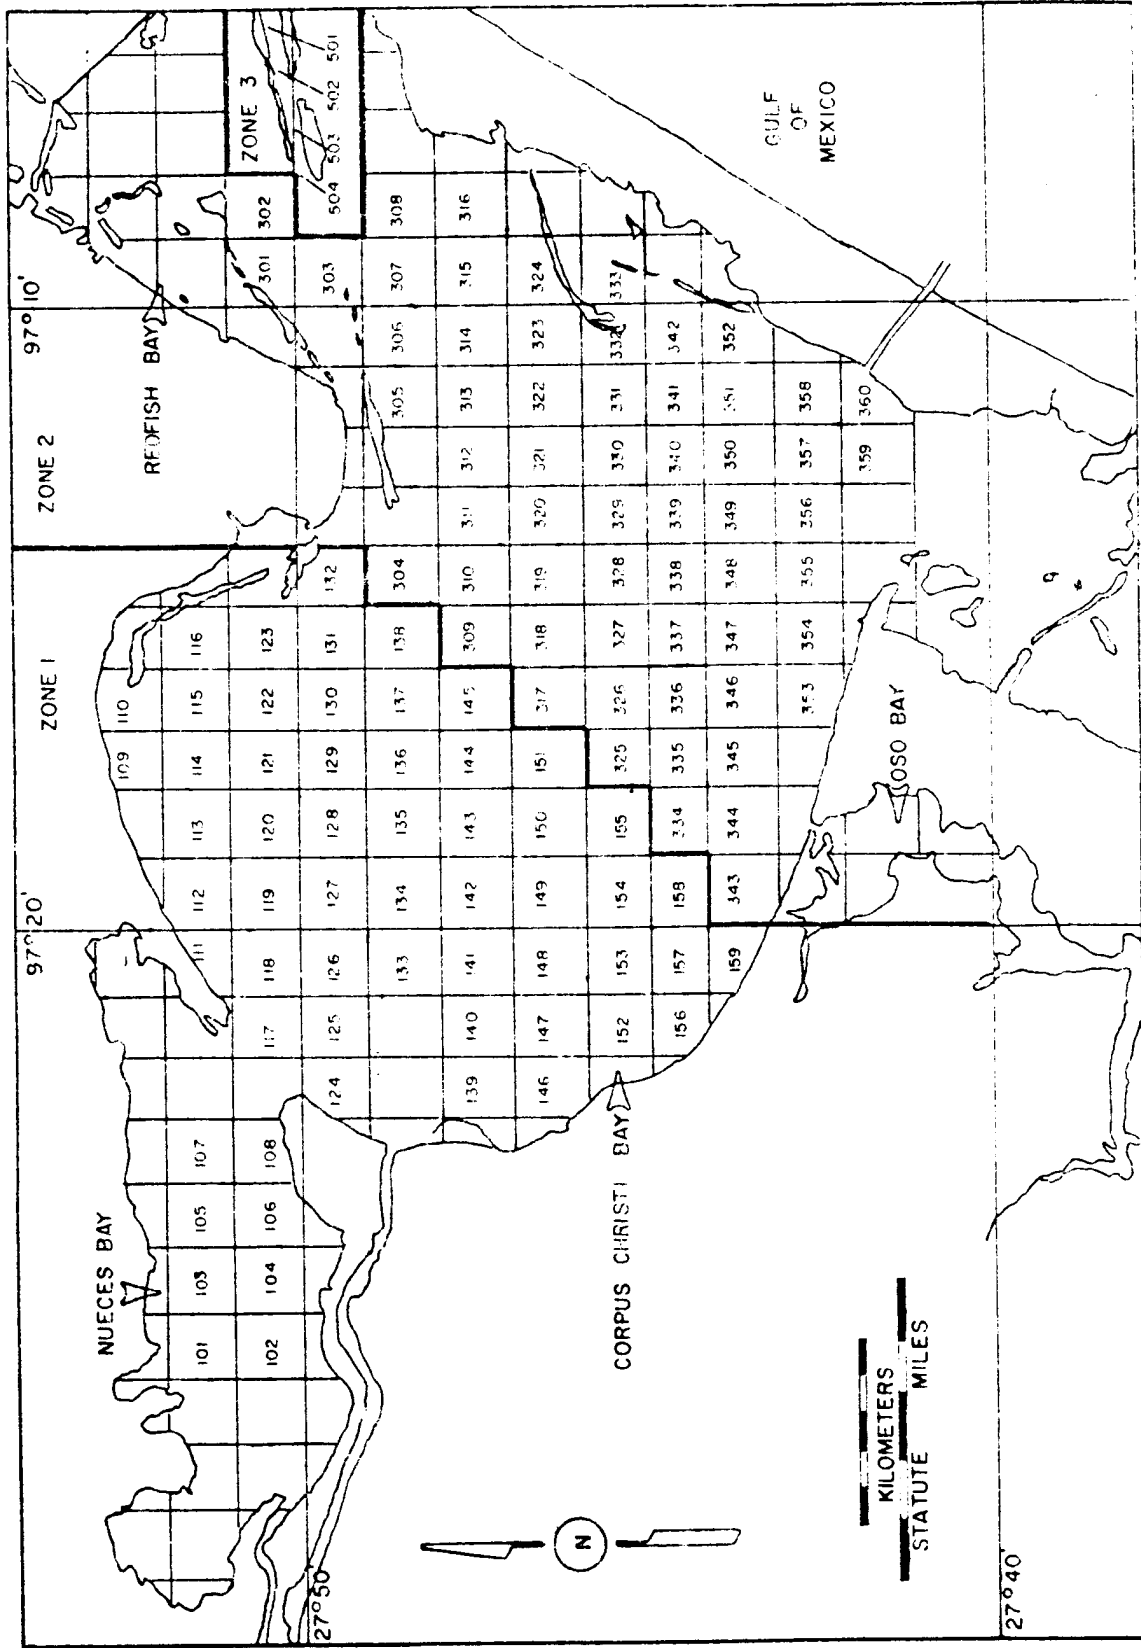 97°20'
97°10'
ZONE 1
ZONE 2
NUECES BAY
REDFISH BAY
109 110
101 103 105 107 111 112 113 114 115 116
ZONE 3
102 104 106 108 117 118 119 120 121 122 123 301 302
27°50'
124 125 126 127 128 129 130 131 132 303 504 503 502 501
133 134 135 136 137 138 304 305 306 307 308
139 140 141 142 143 144 145 309 310 311 312 313 314 315 316
146 147 148 149 150 151 317 318 319 320 321 322 323 324
152 153 154 155 325 326 327 328 329 330 331 332 333
CORPUS CHRISTI BAY
156 157 158 334 335 336 337 338 339 340 341 342
159 343 344 345 346 347 348 349 350 351 352
353 354 355 356 357 358
359 360
GULF
OF
MEXICO
OSO BAY
N
KILOMETERS
STATUTE MILES
27°40'